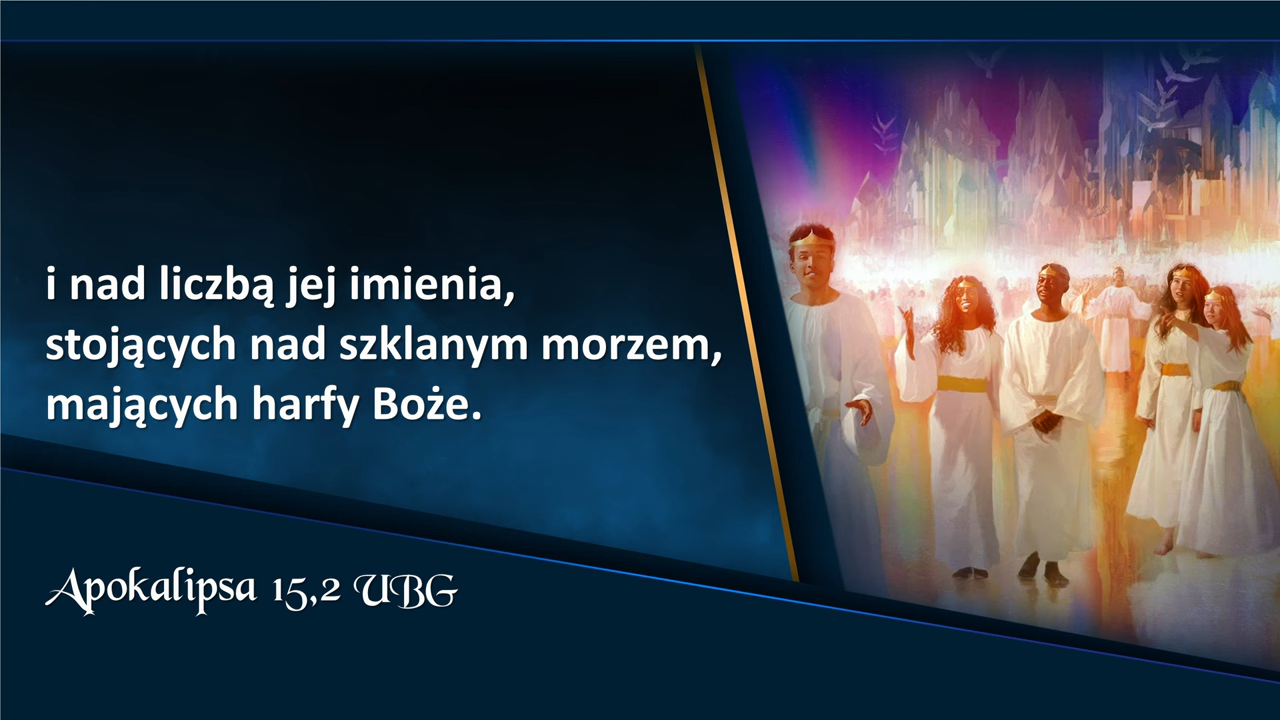 i nad liczbą jej imienia,
stojących nad szklanym morzem,
mających harfy Boże.
Apokalipsa 15,2 UBG